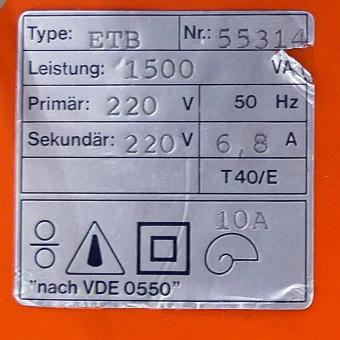 Type: ETB Nr.: 55314
Leistung: 1500 VA
Primär: 220 V 50 Hz
Sekundär: 220 V 6,8 A
T40/E
10A
"nach VDE 0550"